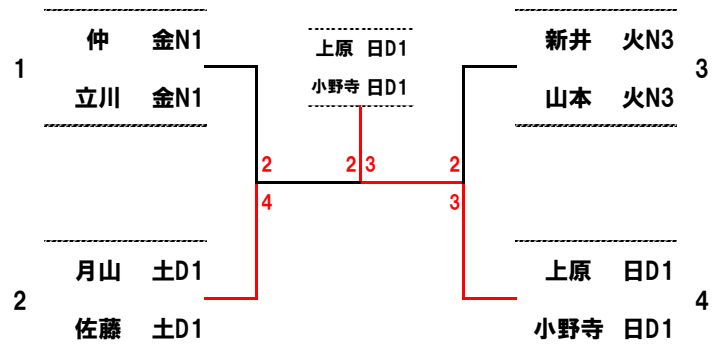 1
仲 金N1
立川 金N1
上原 日D1
小野寺 日D1
新井 火N3
山本 火N3
3
2
4
2 3
2
3
2
月山 土D1
佐藤 土D1
上原 日D1
小野寺 日D1
4